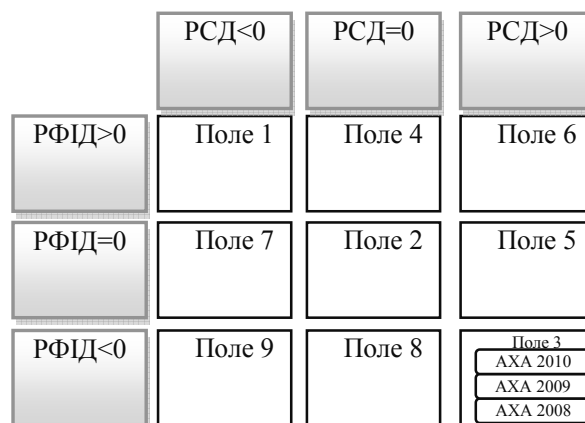 РСД<0 РСД=0 РСД>0
РФІД>0 Поле 1 Поле 4 Поле 6
РФІД=0 Поле 7 Поле 2 Поле 5
РФІД<0 Поле 9 Поле 8 Поле 3
АХА 2010
АХА 2009
АХА 2008